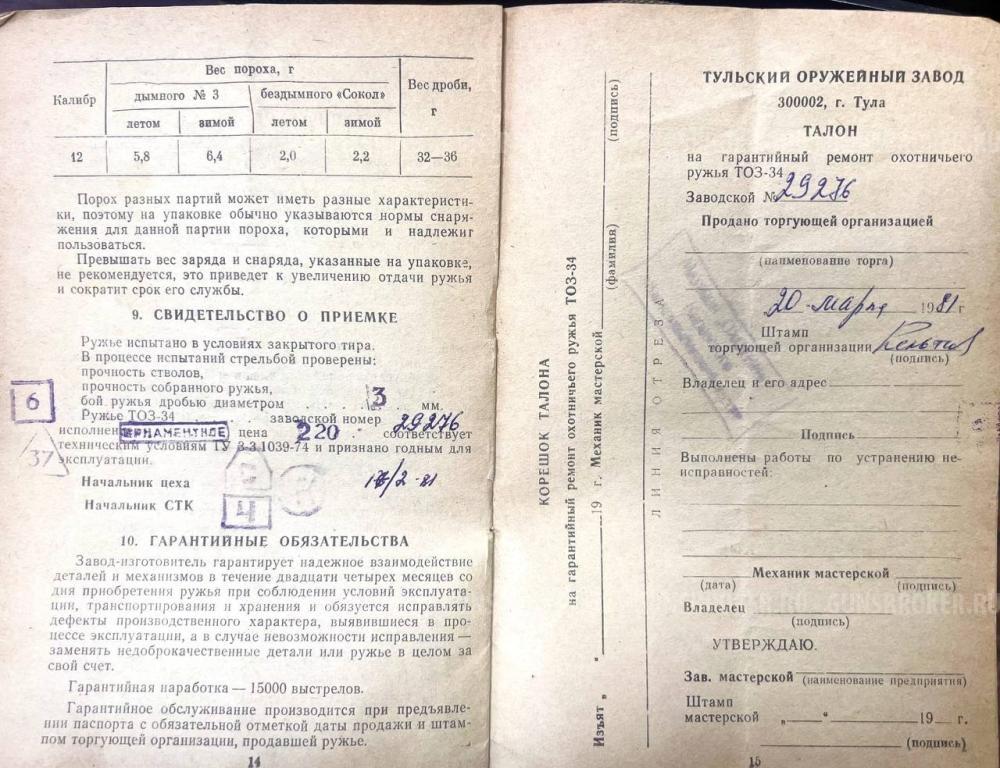 Калибр
Вес пороха, г
Вес дроби, г
дымного № 3
бездымного «Сокол»
летом
зимой
летом
зимой
12
5,8
6,4
2,0
2,2
32—36
Порох разных партий может иметь разные характеристи-
ки, поэтому на упаковке обычно указываются нормы снаря-
жения для данной партии пороха, которыми и надлежит
пользоваться.
Превышать вес заряда и снаряда, указанные на упаковке,
не рекомендуется, это приведет к увеличению отдачи ружья
и сократит срок его службы.
9. СВИДЕТЕЛЬСТВО О ПРИЕМКЕ
Ружье испытано в условиях закрытого тира.
В процессе испытаний стрельбой проверены:
прочность стволов,
прочность собранного ружья,
бой ружья дробью диаметром . . . 3 мм.
Ружье ТОЗ-34 . . заводской номер 29276
исполнен ОРНАМЕНТНОЕ цена 220 . соответствует
техническим условиям ТУ 3-3.1039-74 и признано годным для
эксплуатации.
6
37
Начальник цеха
/2-81
Начальник СТК
4
10. ГАРАНТИЙНЫЕ ОБЯЗАТЕЛЬСТВА
Завод-изготовитель гарантирует надежное взаимодействие
деталей и механизмов в течение двадцати четырех месяцев со
дня приобретения ружья при соблюдении условий эксплуата-
ции, транспортирования и хранения и обязуется исправлять
дефекты производственного характера, выявившиеся в про-
цессе эксплуатации, а в случае невозможности исправления —
заменять недоброкачественные детали или ружье в целом за
свой счет.
Гарантийная наработка — 15000 выстрелов.
Гарантийное обслуживание производится при предъявле-
нии паспорта с обязательной отметкой даты продажи и штам-
пом торгующей организации, продавшей ружье.
14
КОРЕШОК ТАЛОНА
на гарантийный ремонт охотничьего ружья ТОЗ-34
Изъят „ “ 19 г. Механик мастерской
(фамилия)
(подпись)
ЛИНИЯ ОТРЕЗА
ТУЛЬСКИЙ ОРУЖЕЙНЫЙ ЗАВОД
300002, г. Тула
ТАЛОН
на гарантийный ремонт охотничьего
ружья ТОЗ-34
Заводской № 29276
Продано торгующей организацией
(наименование торга)
20 марта 1981 г
Штамп
торгующей организации
(подпись)
Владелец и его адрес
Подпись
Выполнены работы по устранению не-
исправностей:
Механик мастерской
(дата) (подпись)
Владелец
(подпись)
GUNSBROKER.RU
УТВЕРЖДАЮ.
Зав. мастерской
(наименование предприятия)
Штамп
мастерской „ “ 19 г.
(подпись)
15